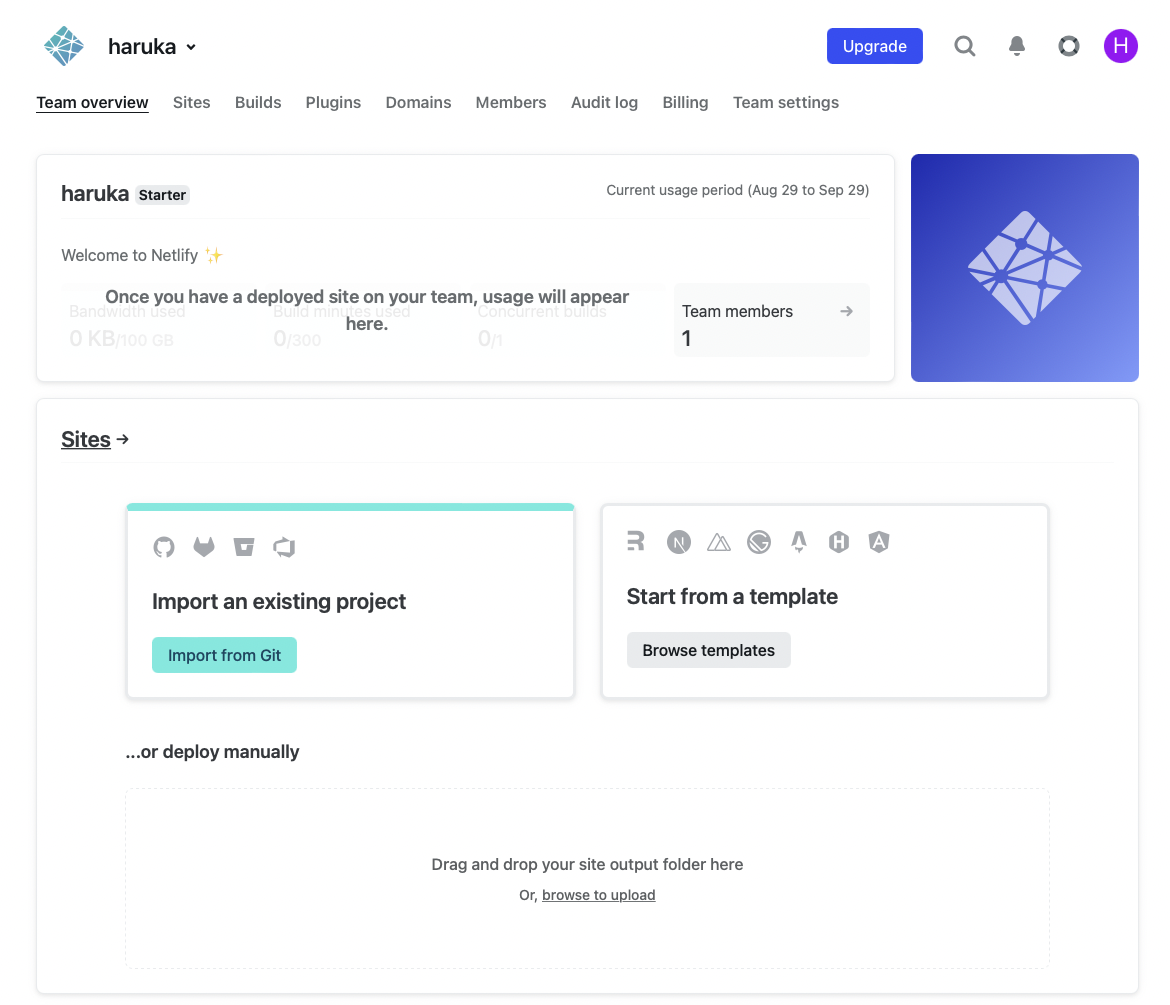 haruka
Upgrade
H
Team overview Sites Builds Plugins Domains Members Audit log Billing Team settings
haruka Starter
Current usage period (Aug 29 to Sep 29)
Welcome to Netlify ✨
Once you have a deployed site on your team, usage will appear
here.
Bandwidth used
0 KB/100 GB
Build minutes used
0/300
Concurrent builds
0/1
Team members →
1
Sites →
Import an existing project
Import from Git
Start from a template
Browse templates
...or deploy manually
Drag and drop your site output folder here
Or, browse to upload